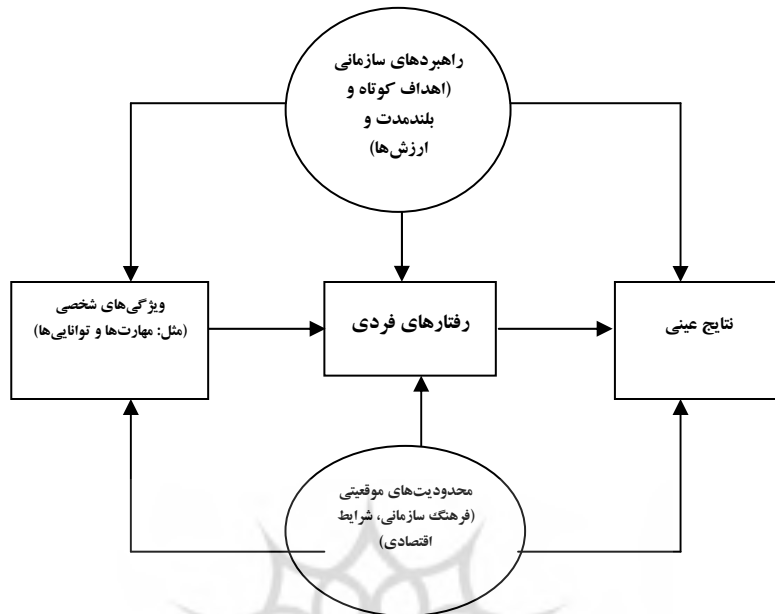 راهبردهای سازمانی
(اهداف کوتاه و
بلندمدت و
ارزش‌ها)
ویژگی‌های شخصی
(مثل: مهارت‌ها و توانایی‌ها)
رفتارهای فردی
نتایج عینی
محدودیت‌های موقعیتی
(فرهنگ سازمانی، شرایط
اقتصادی)